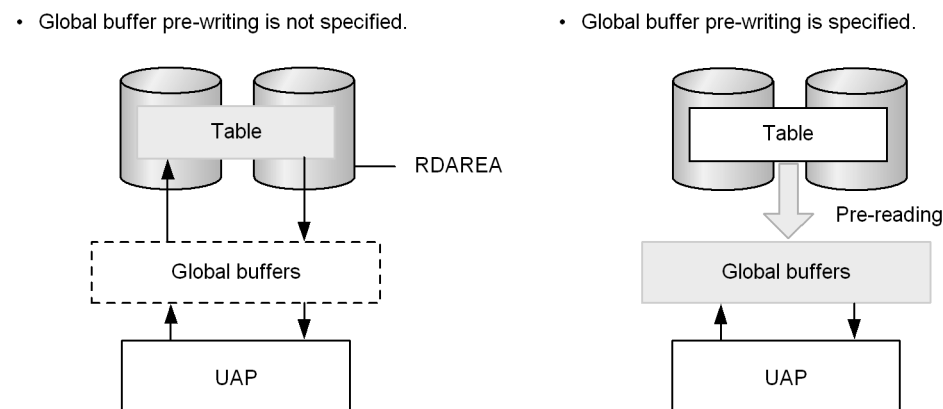 • Global buffer pre-writing is not specified.
Table
RDAREA
Global buffers
UAP
• Global buffer pre-writing is specified.
Table
Pre-reading
Global buffers
UAP